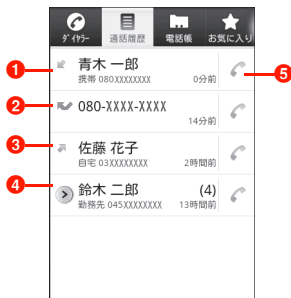 ﾀﾞｲﾔﾗｰ 通話履歴 電話帳 お気に入り
1 青木 一郎
携帯 080XXXXXXXX 0分前 5
2 080-XXXX-XXXX
14分前
3 佐藤 花子
自宅 03XXXXXXXX 2時間前
4 鈴木 二郎 (4)
勤務先 045XXXXXXXX 13時間前